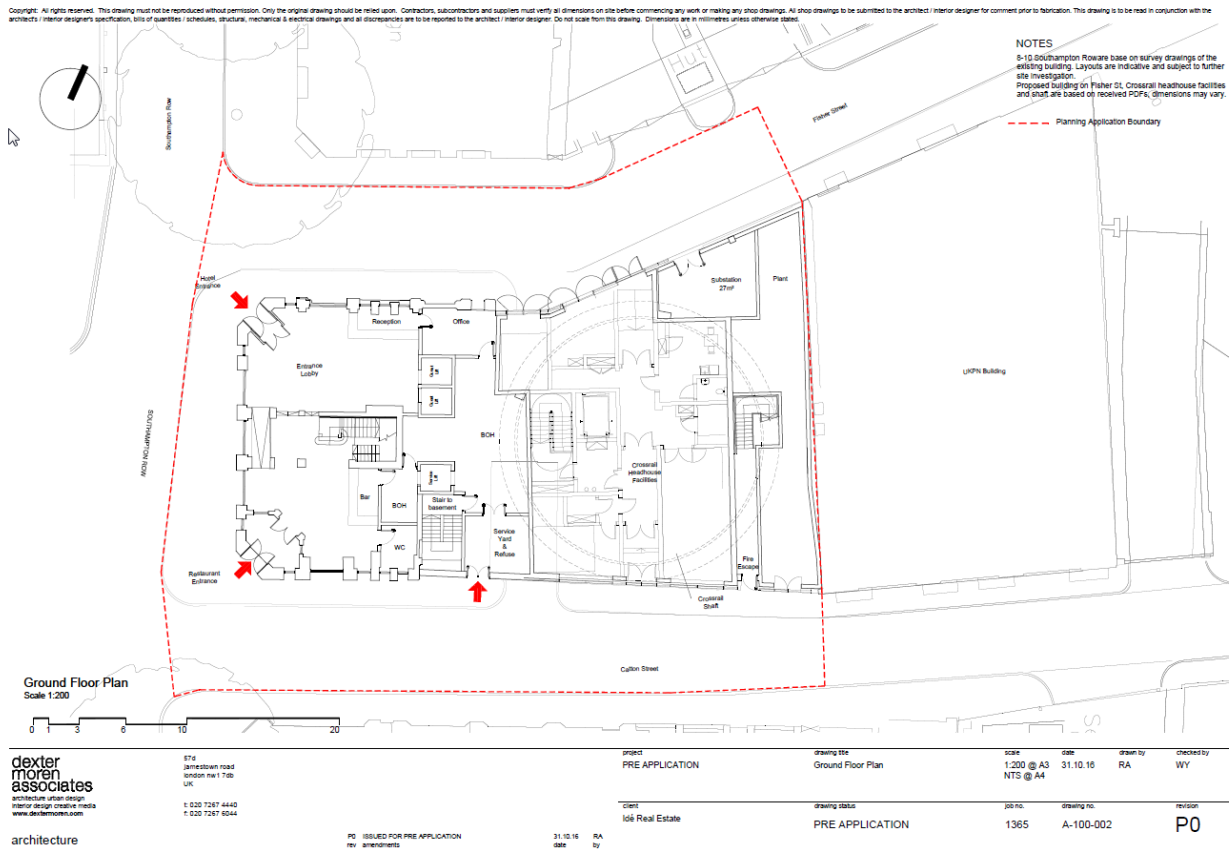 Copyright: All rights reserved. This drawing must not be reproduced without permission. Only the original drawing should be relied upon. Contractors, subcontractors and suppliers must verify all dimensions on site before commencing any work or making any shop drawings. All shop drawings to be submitted to the architect / interior designer for comment prior to fabrication. This drawing is to be read in conjunction with the
architect's / interior designer's specification, bills of quantities / schedules, structural, mechanical & electrical drawings and all discrepancies are to be reported to the architect / interior designer. Do not scale from this drawing. Dimensions are in millimetres unless otherwise stated.
NOTES
8-10 Southampton Roware base on survey drawings of the
existing building. Layouts are indicative and subject to further
site investigation.
Proposed building on Fisher St, Crossrail headhouse facilities
and shaft are based on received PDFs, dimensions may vary.
Planning Application Boundary
Southampton Row
Hut
Fisher Street
Hotel
Entrance
Reception
Office
Substation
27m²
Plant
Entrance
Lobby
Guest
Lift
Guest
Lift
UKPN Building
SOUTHAMPTON ROW
BOH
Crossrail
Headhouse
Facilities
Service
Lift
Bar
BOH
Stair to
basement
Service
Yard
&
Refuse
WC
Restaurant
Entrance
Fire
Escape
Crossrail
Shaft
Catton Street
Ground Floor Plan
Scale 1:200
0 1 3 6 10 20
dexter
moren
associates
architecture urban design
interior design creative media
www.dextermoren.com
architecture
57d
jamestown road
london nw1 7db
UK
t: 020 7267 4440
f: 020 7267 6044
P0 ISSUED FOR PRE APPLICATION 31.10.16 RA
rev amendments date by
project
PRE APPLICATION
drawing title
Ground Floor Plan
scale
1:200 @ A3
NTS @ A4
date
31.10.16
drawn by
RA
checked by
WY
client
Idé Real Estate
drawing status
PRE APPLICATION
job no.
1365
drawing no.
A-100-002
revision
P0